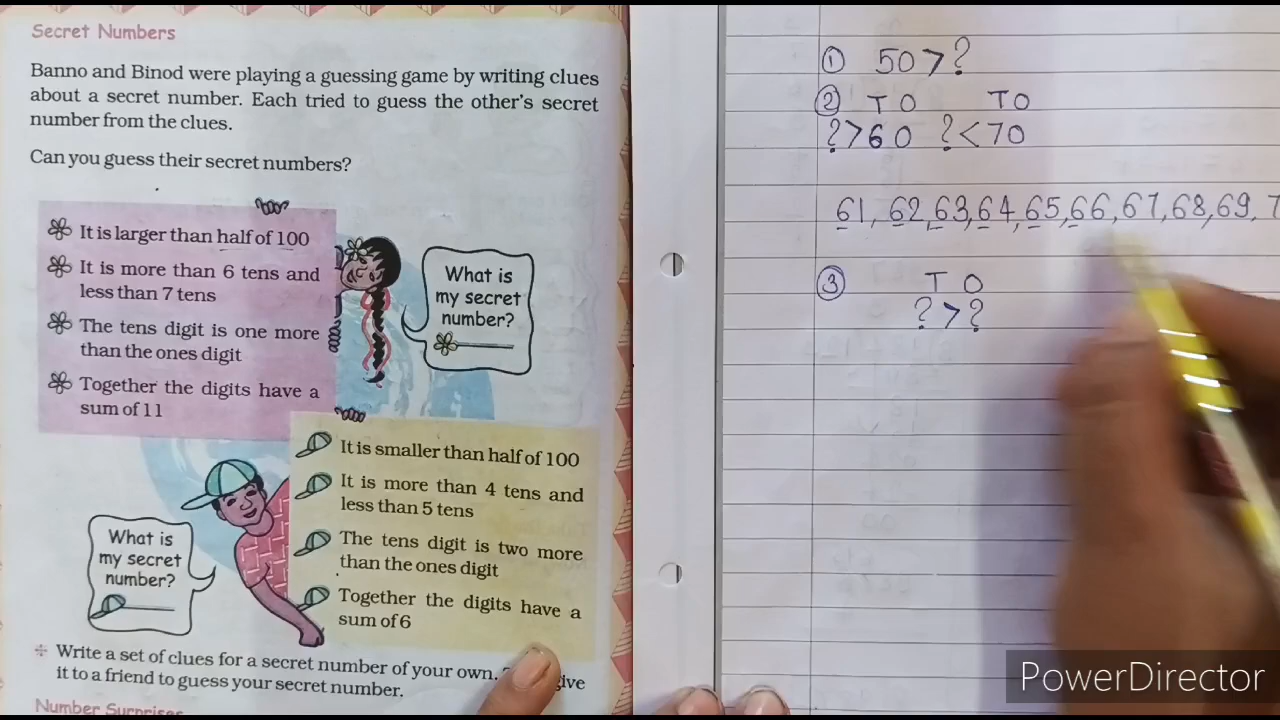 Secret Numbers
Banno and Binod were playing a guessing game by writing clues
about a secret number. Each tried to guess the other's secret
number from the clues.
Can you guess their secret numbers?
It is larger than half of 100
It is more than 6 tens and
less than 7 tens
The tens digit is one more
than the ones digit
Together the digits have a
sum of 11
What is
my secret
number?
It is smaller than half of 100
It is more than 4 tens and
less than 5 tens
The tens digit is two more
than the ones digit
Together the digits have a
sum of 6
What is
my secret
number?
Write a set of clues for a secret number of your own. give
it to a friend to guess your secret number.
Number Surprises
① 50 > ?
② T O T O
? > 6 0 ? < 70
61, 62, 63, 64, 65, 66, 67, 68, 69, 7
③ T O
? > ?
PowerDirector